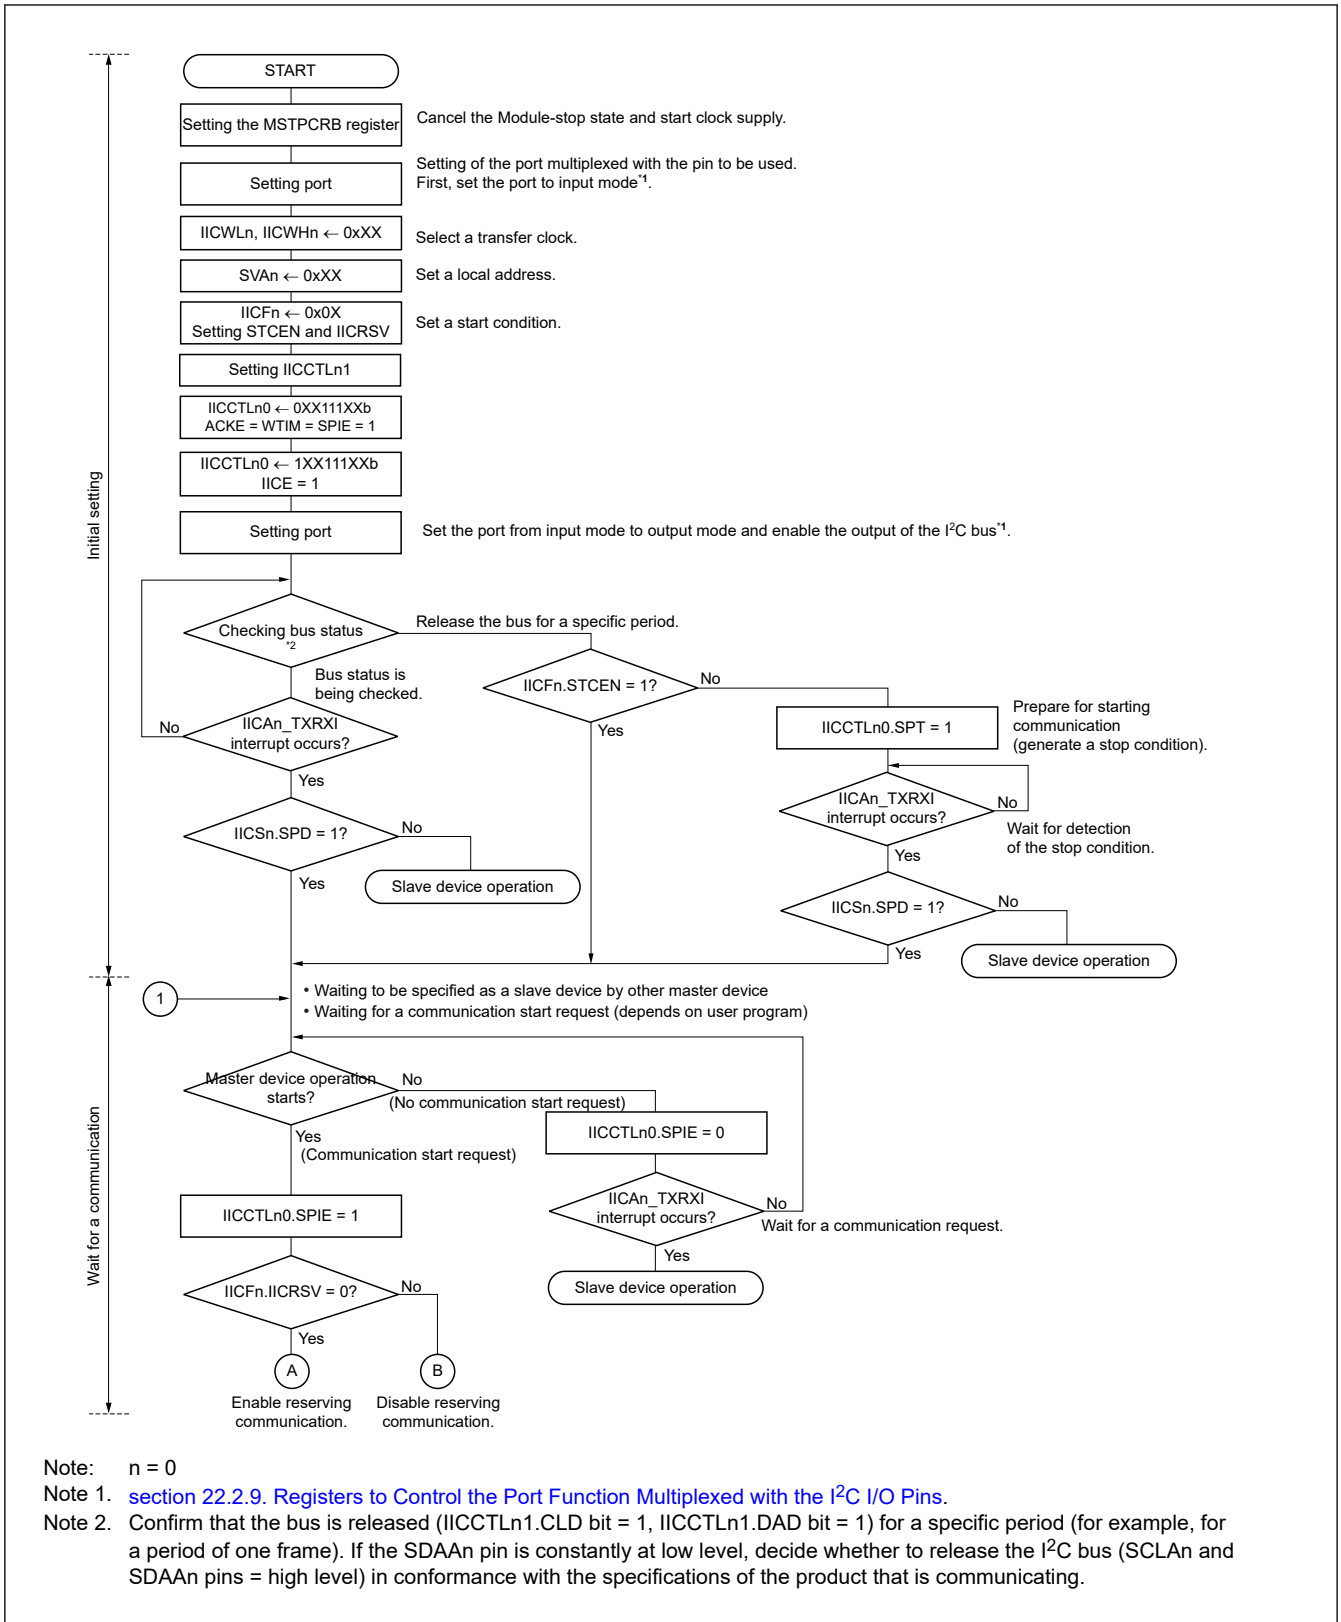 START
Setting the MSTPCRB register
Cancel the Module-stop state and start clock supply.
Setting port
Setting of the port multiplexed with the pin to be used.
First, set the port to input mode*1.
IICWLn, IICWHn ← 0xXX
Select a transfer clock.
SVAn ← 0xXX
Set a local address.
IICFn ← 0x0X
Setting STCEN and IICRSV
Set a start condition.
Setting IICCTLn1
IICCTLn0 ← 0XX111XXb
ACKE = WTIM = SPIE = 1
IICCTLn0 ← 1XX111XXb
IICE = 1
Setting port
Set the port from input mode to output mode and enable the output of the I2C bus*1.
Initial setting
Checking bus status
*2
Release the bus for a specific period.
Bus status is
being checked.
IICFn.STCEN = 1?
No
Yes
IICCTLn0.SPT = 1
Prepare for starting
communication
(generate a stop condition).
IICAn_TXRXI
interrupt occurs?
No
Yes
IICAn_TXRXI
interrupt occurs?
No
Wait for detection
of the stop condition.
Yes
IICSn.SPD = 1?
No
Slave device operation
Yes
IICSn.SPD = 1?
No
Slave device operation
Yes
1
• Waiting to be specified as a slave device by other master device
• Waiting for a communication start request (depends on user program)
Wait for a communication
Master device operation
starts?
No
(No communication start request)
Yes
(Communication start request)
IICCTLn0.SPIE = 0
IICAn_TXRXI
interrupt occurs?
No
Wait for a communication request.
Yes
Slave device operation
IICCTLn0.SPIE = 1
IICFn.IICRSV = 0?
No
Yes
A
B
Enable reserving
communication.
Disable reserving
communication.
Note: n = 0
Note 1. section 22.2.9. Registers to Control the Port Function Multiplexed with the I2C I/O Pins.
Note 2. Confirm that the bus is released (IICCTLn1.CLD bit = 1, IICCTLn1.DAD bit = 1) for a specific period (for example, for
a period of one frame). If the SDAAn pin is constantly at low level, decide whether to release the I2C bus (SCLAn and
SDAAn pins = high level) in conformance with the specifications of the product that is communicating.